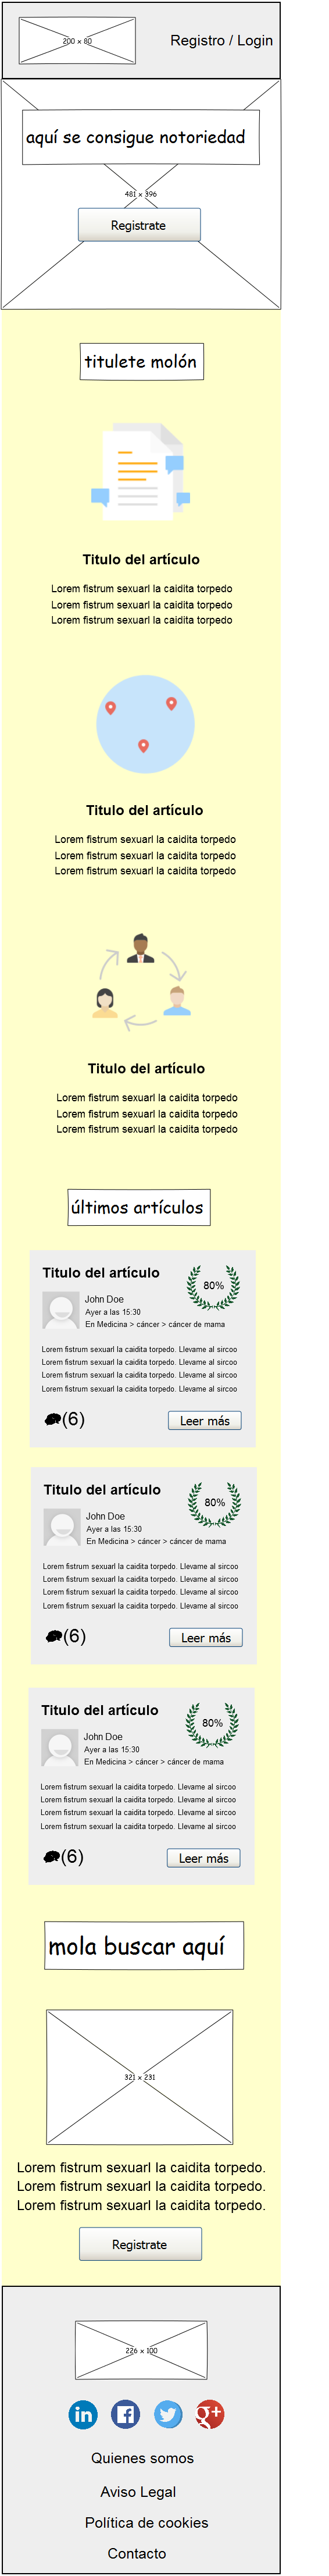 200 x 80
Registro / Login
aquí se consigue notoriedad
481 x 396
Registrate
titulete molón
Titulo del artículo
Lorem fistrum sexuarl la caidita torpedo
Lorem fistrum sexuarl la caidita torpedo
Lorem fistrum sexuarl la caidita torpedo
Titulo del artículo
Lorem fistrum sexuarl la caidita torpedo
Lorem fistrum sexuarl la caidita torpedo
Lorem fistrum sexuarl la caidita torpedo
Titulo del artículo
Lorem fistrum sexuarl la caidita torpedo
Lorem fistrum sexuarl la caidita torpedo
Lorem fistrum sexuarl la caidita torpedo
últimos artículos
Titulo del artículo
80%
John Doe
Ayer a las 15:30
En Medicina > cáncer > cáncer de mama
Lorem fistrum sexuarl la caidita torpedo. Llevame al sircoo
Lorem fistrum sexuarl la caidita torpedo. Llevame al sircoo
Lorem fistrum sexuarl la caidita torpedo. Llevame al sircoo
Lorem fistrum sexuarl la caidita torpedo. Llevame al sircoo
(6)
Leer más
Titulo del artículo
80%
John Doe
Ayer a las 15:30
En Medicina > cáncer > cáncer de mama
Lorem fistrum sexuarl la caidita torpedo. Llevame al sircoo
Lorem fistrum sexuarl la caidita torpedo. Llevame al sircoo
Lorem fistrum sexuarl la caidita torpedo. Llevame al sircoo
Lorem fistrum sexuarl la caidita torpedo. Llevame al sircoo
(6)
Leer más
Titulo del artículo
80%
John Doe
Ayer a las 15:30
En Medicina > cáncer > cáncer de mama
Lorem fistrum sexuarl la caidita torpedo. Llevame al sircoo
Lorem fistrum sexuarl la caidita torpedo. Llevame al sircoo
Lorem fistrum sexuarl la caidita torpedo. Llevame al sircoo
Lorem fistrum sexuarl la caidita torpedo. Llevame al sircoo
(6)
Leer más
mola buscar aquí
321 x 231
Lorem fistrum sexuarl la caidita torpedo.
Lorem fistrum sexuarl la caidita torpedo.
Lorem fistrum sexuarl la caidita torpedo.
Registrate
226 x 100
in f g+
Quienes somos
Aviso Legal
Política de cookies
Contacto